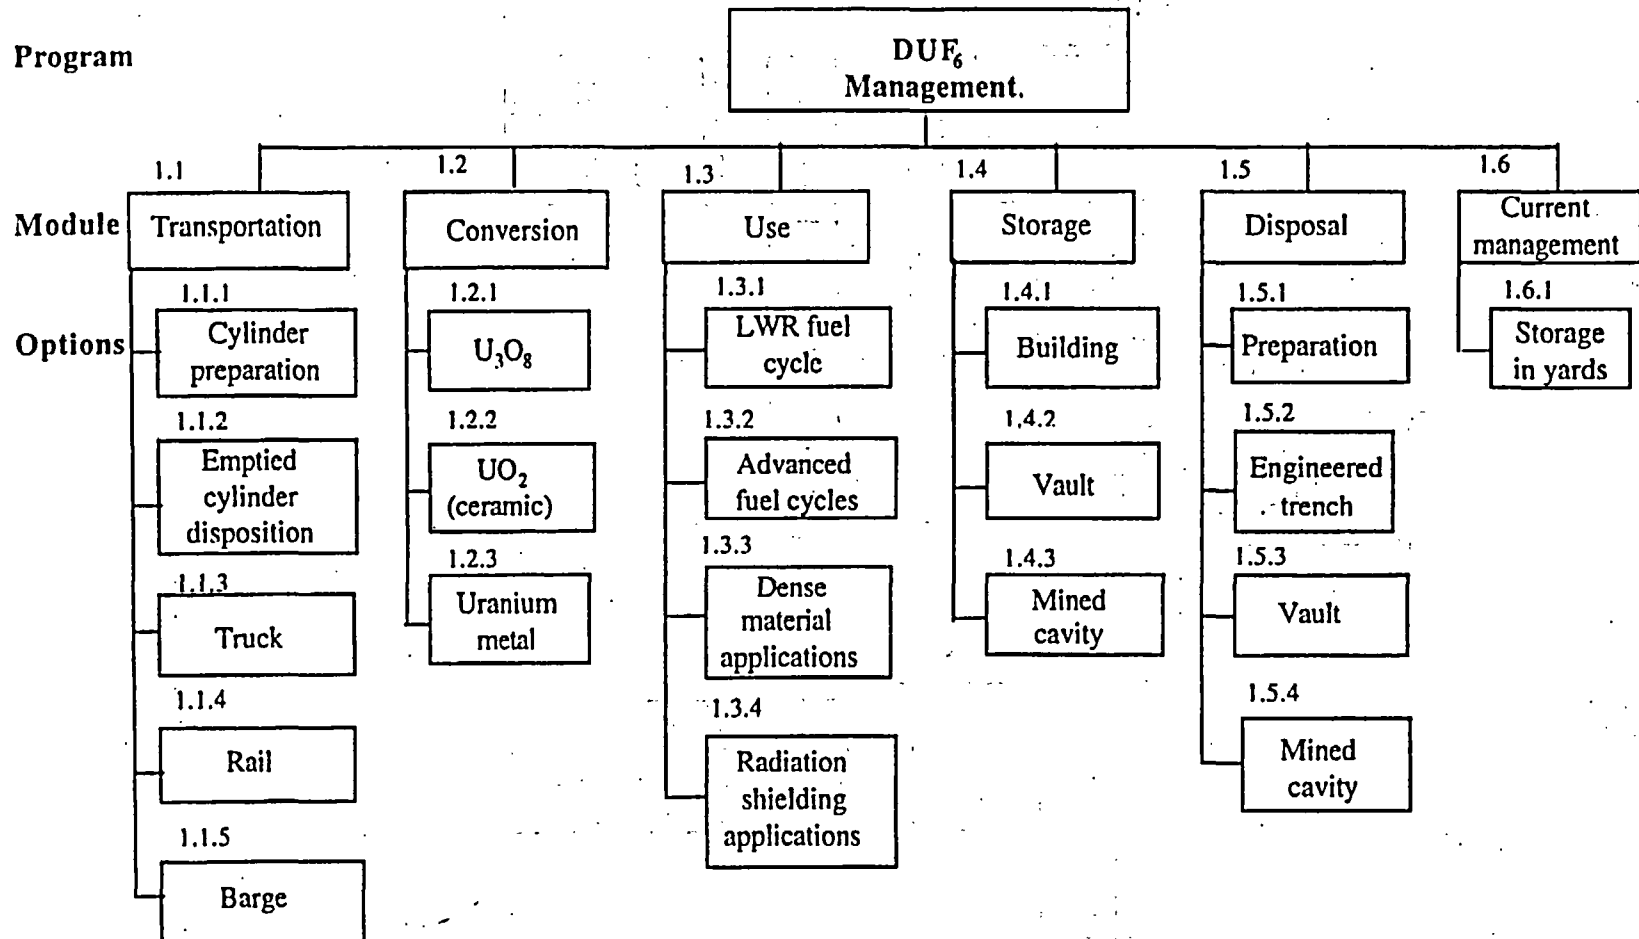 Program
DUF₆
Management.
1.1
1.2
1.3
1.4
1.5
1.6
Module
Transportation
Conversion
Use
Storage
Disposal
Current
management
Options
1.1.1
Cylinder
preparation
1.1.2
Emptied
cylinder
disposition
1.1.3
Truck
1.1.4
Rail
1.1.5
Barge
1.2.1
U₃O₈
1.2.2
UO₂
(ceramic)
1.2.3
Uranium
metal
1.3.1
LWR fuel
cycle
1.3.2
Advanced
fuel cycles
1.3.3
Dense
material
applications
1.3.4
Radiation
shielding
applications
1.4.1
Building
1.4.2
Vault
1.4.3
Mined
cavity
1.5.1
Preparation
1.5.2
Engineered
trench
1.5.3
Vault
1.5.4
Mined
cavity
1.6.1
Storage
in yards